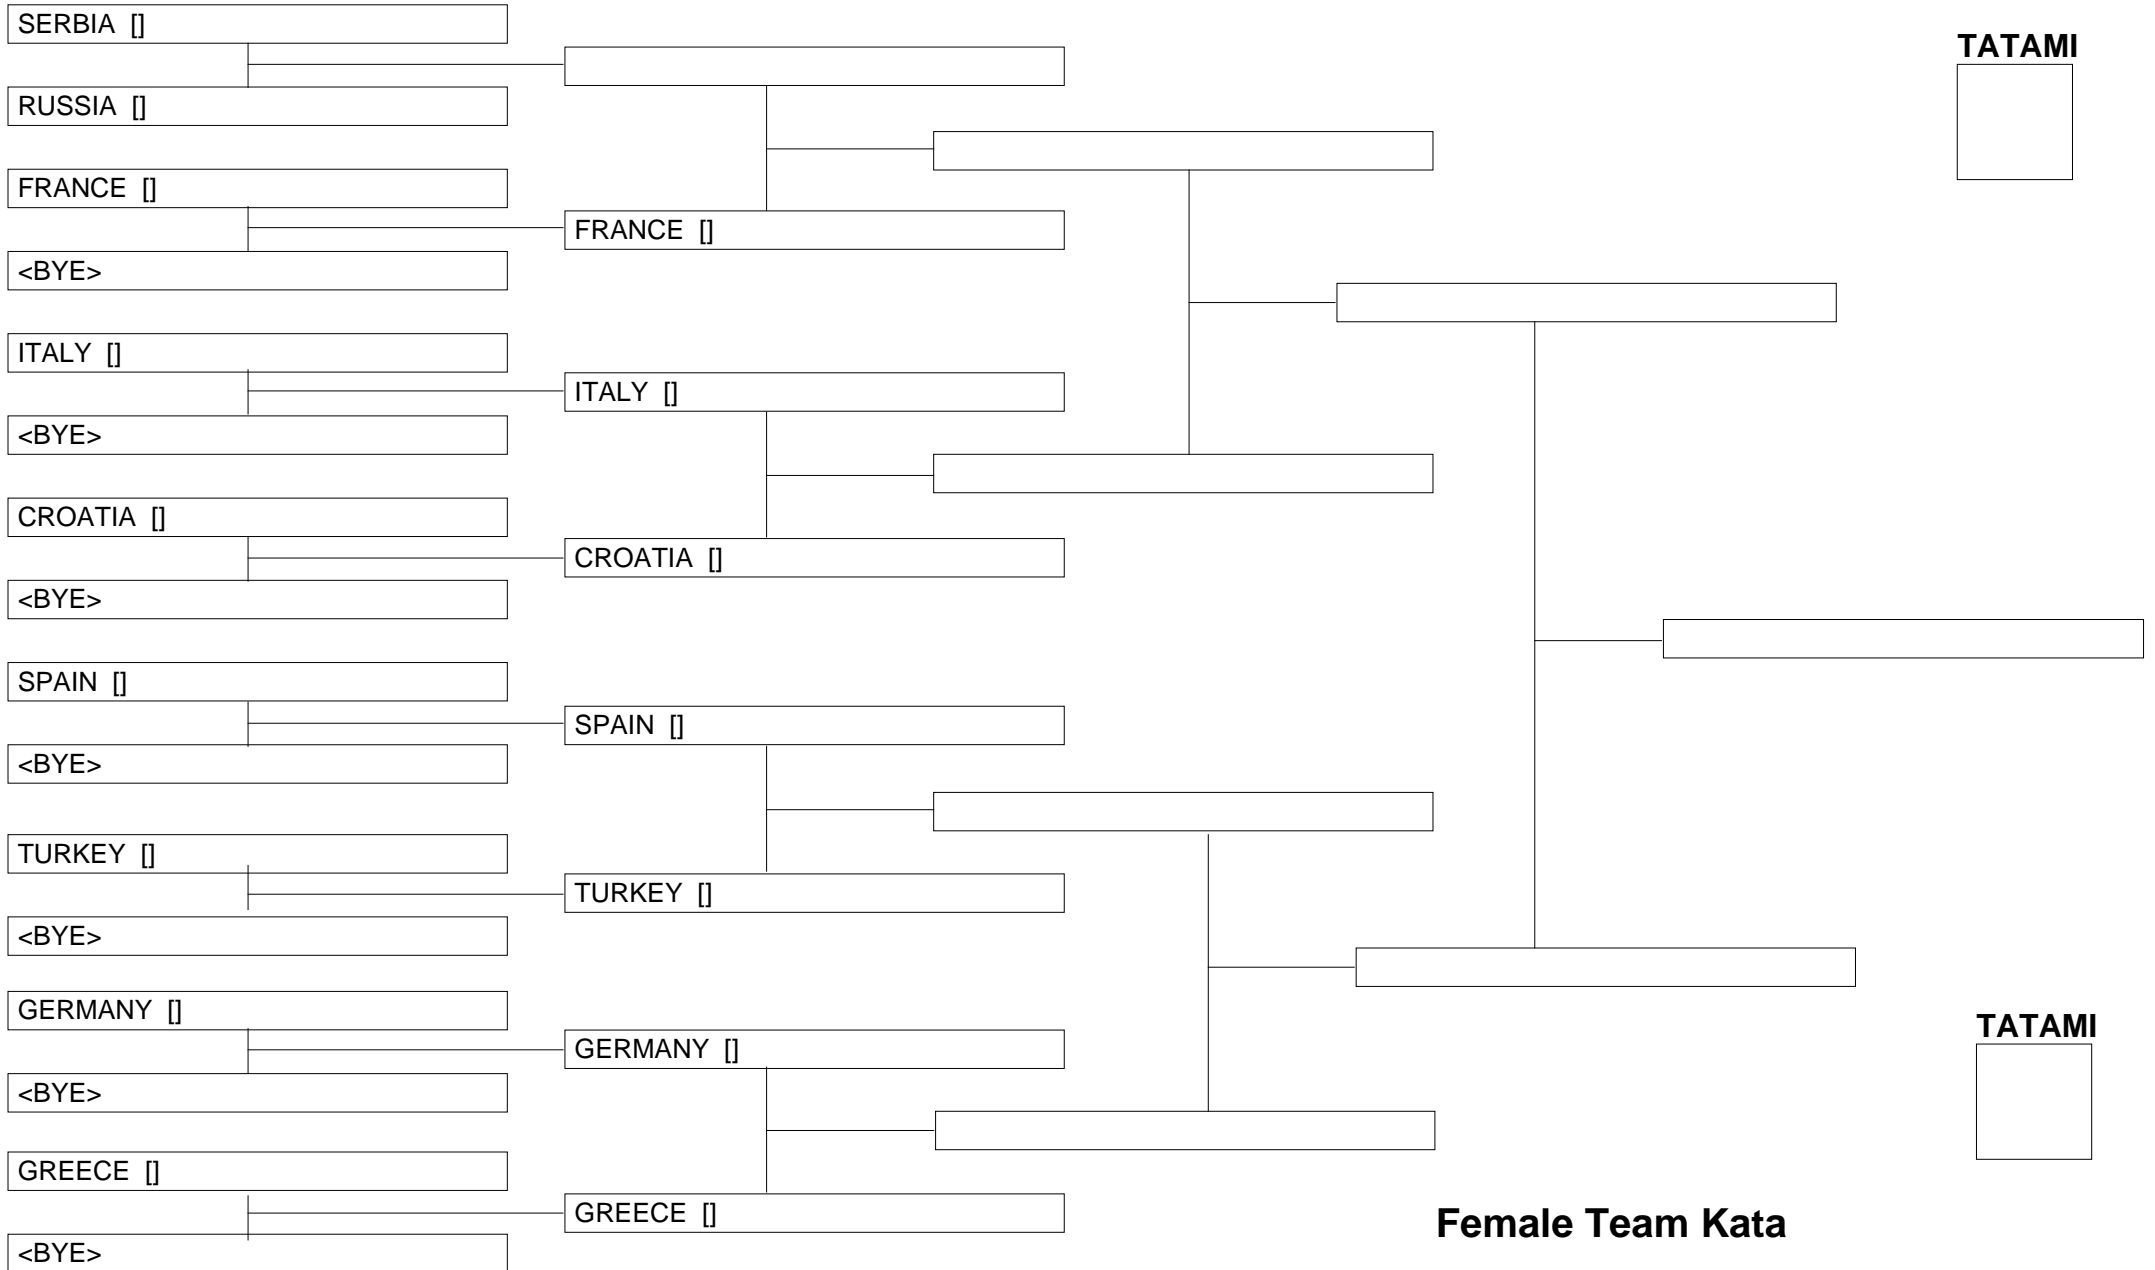 SERBIA []
TATAMI
RUSSIA []
FRANCE []
FRANCE []
<BYE>
ITALY []
ITALY []
<BYE>
CROATIA []
CROATIA []
<BYE>
SPAIN []
SPAIN []
<BYE>
TURKEY []
TURKEY []
<BYE>
GERMANY []
TATAMI
GERMANY []
<BYE>
GREECE []
GREECE []
Female Team Kata
<BYE>